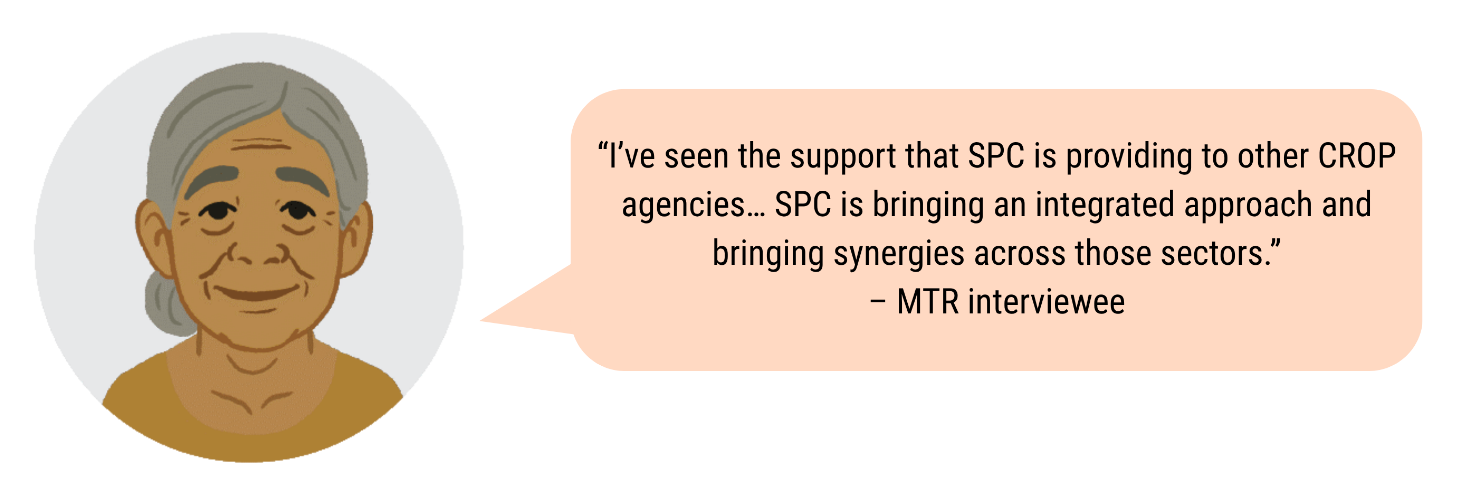 “I’ve seen the support that SPC is providing to other CROP
agencies… SPC is bringing an integrated approach and
bringing synergies across those sectors.”
– MTR interviewee